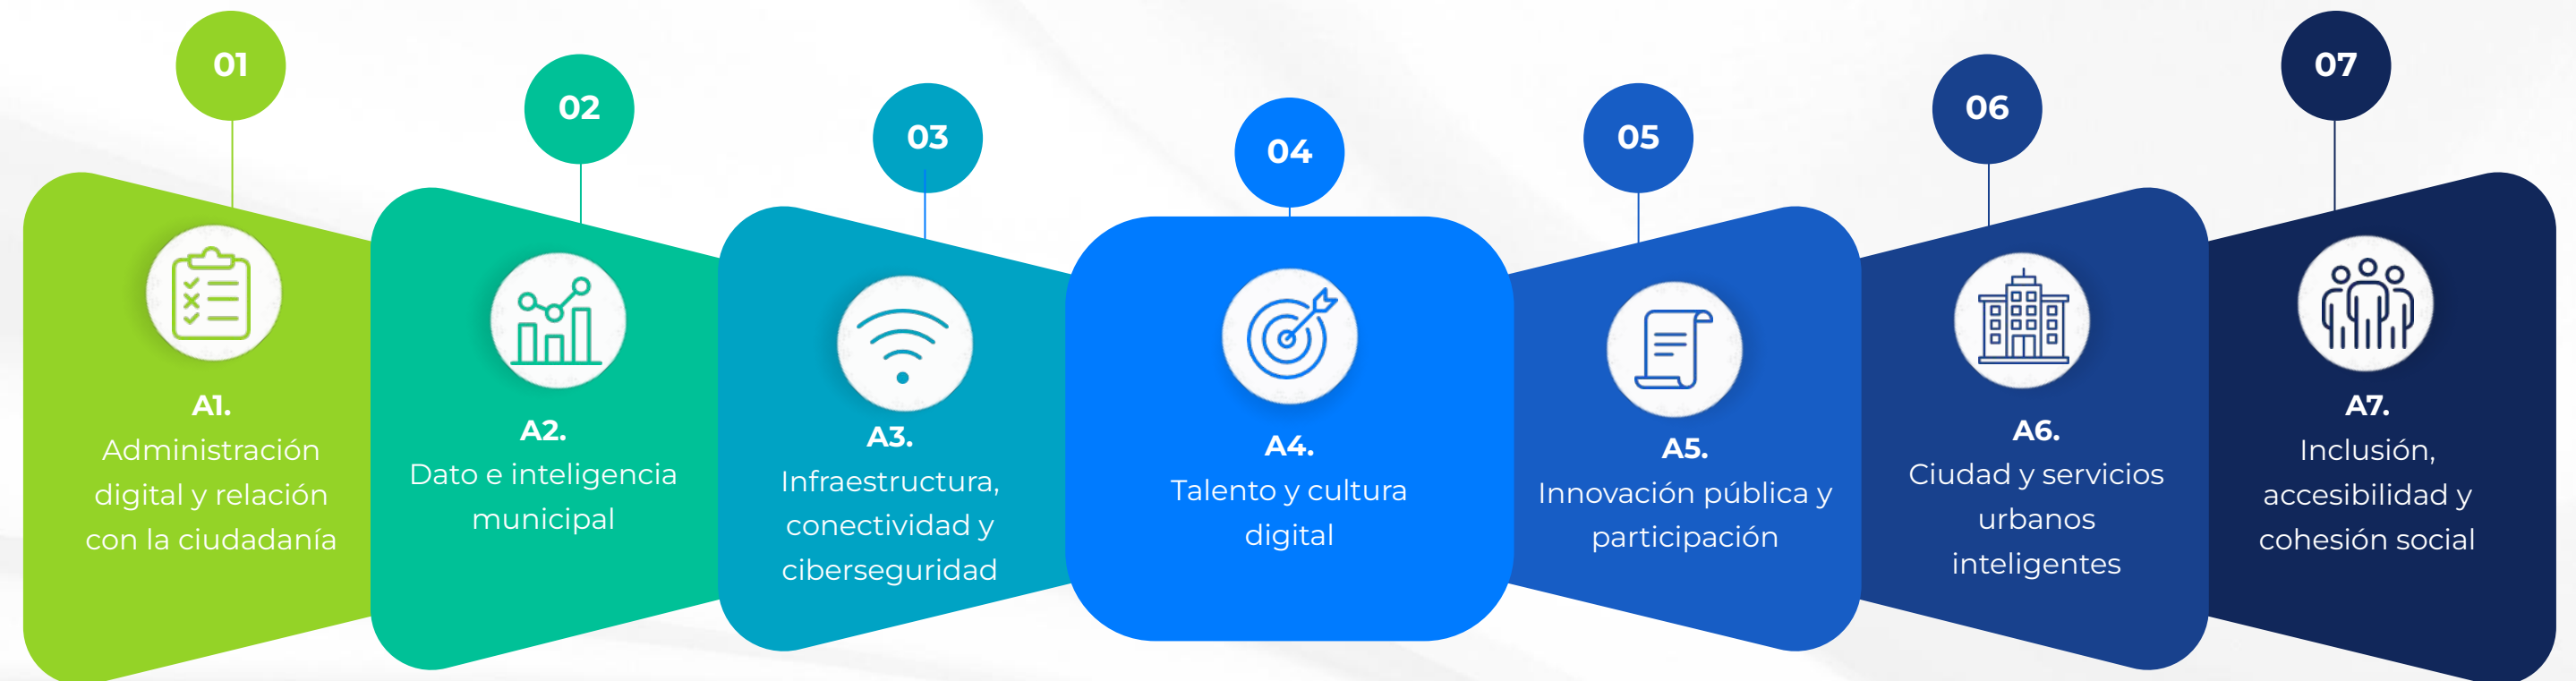 01
02
03
04
05
06
07
A1.
Administración
digital y relación
con la ciudadanía
A2.
Dato e inteligencia
municipal
A3.
Infraestructura,
conectividad y
ciberseguridad
A4.
Talento y cultura
digital
A5.
Innovación pública y
participación
A6.
Ciudad y servicios
urbanos
inteligentes
A7.
Inclusión,
accesibilidad y
cohesión social